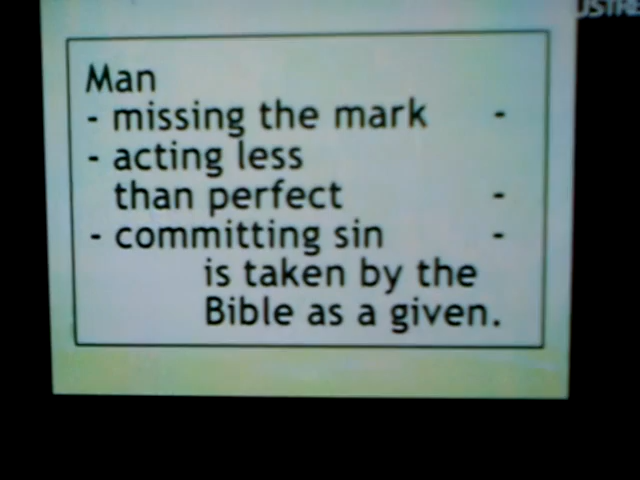 Man
- missing the mark -
- acting less
than perfect -
- committing sin -
is taken by the
Bible as a given.